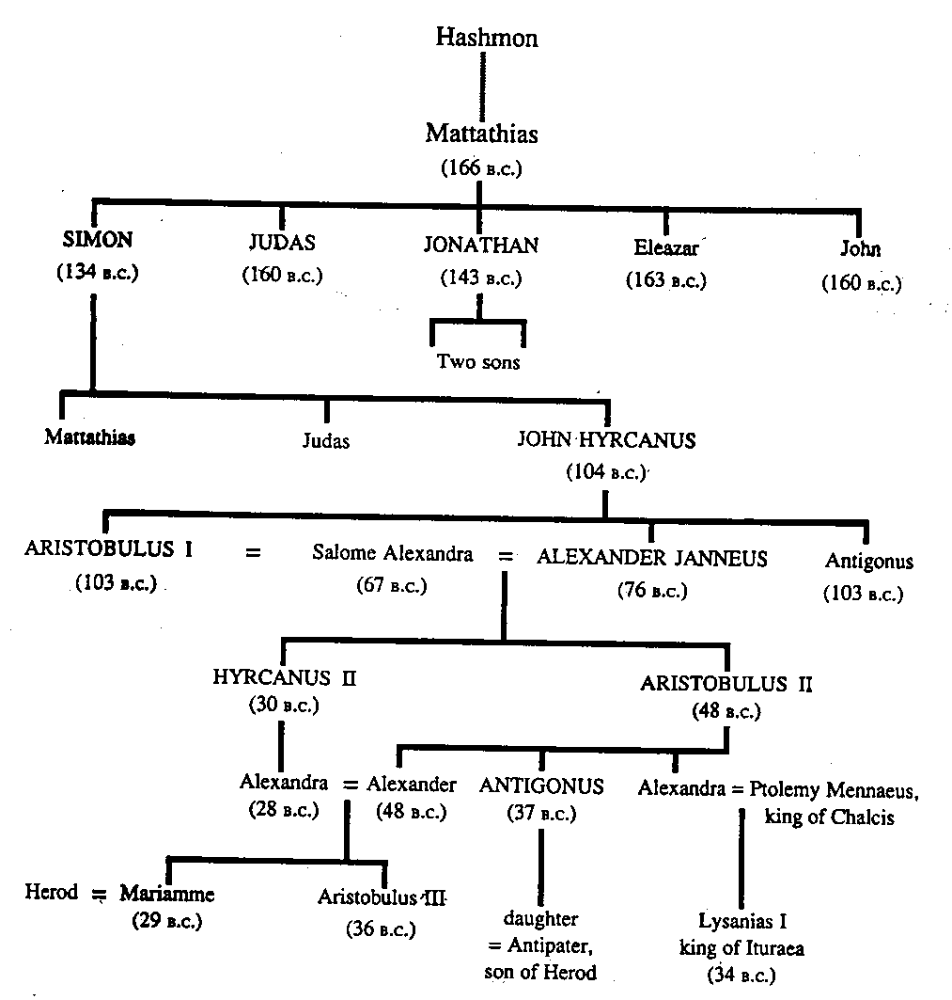 Hashmon
Mattathias
(166 B.C.)
SIMON JUDAS JONATHAN Eleazar John
(134 B.C.) (160 B.C.) (143 B.C.) (163 B.C.) (160 B.C.)
Two sons
Mattathias Judas JOHN HYRCANUS
(104 B.C.)
ARISTOBULUS I = Salome Alexandra = ALEXANDER JANNEUS Antigonus
(103 B.C.) (67 B.C.) (76 B.C.) (103 B.C.)
HYRCANUS II ARISTOBULUS II
(30 B.C.) (48 B.C.)
Alexandra = Alexander ANTIGONUS Alexandra = Ptolemy Mennaeus,
(28 B.C.) (48 B.C.) (37 B.C.) king of Chalcis
Herod = Mariamme Aristobulus III
(29 B.C.) (36 B.C.)
daughter Lysanias I
= Antipater, king of Ituraea
son of Herod (34 B.C.)